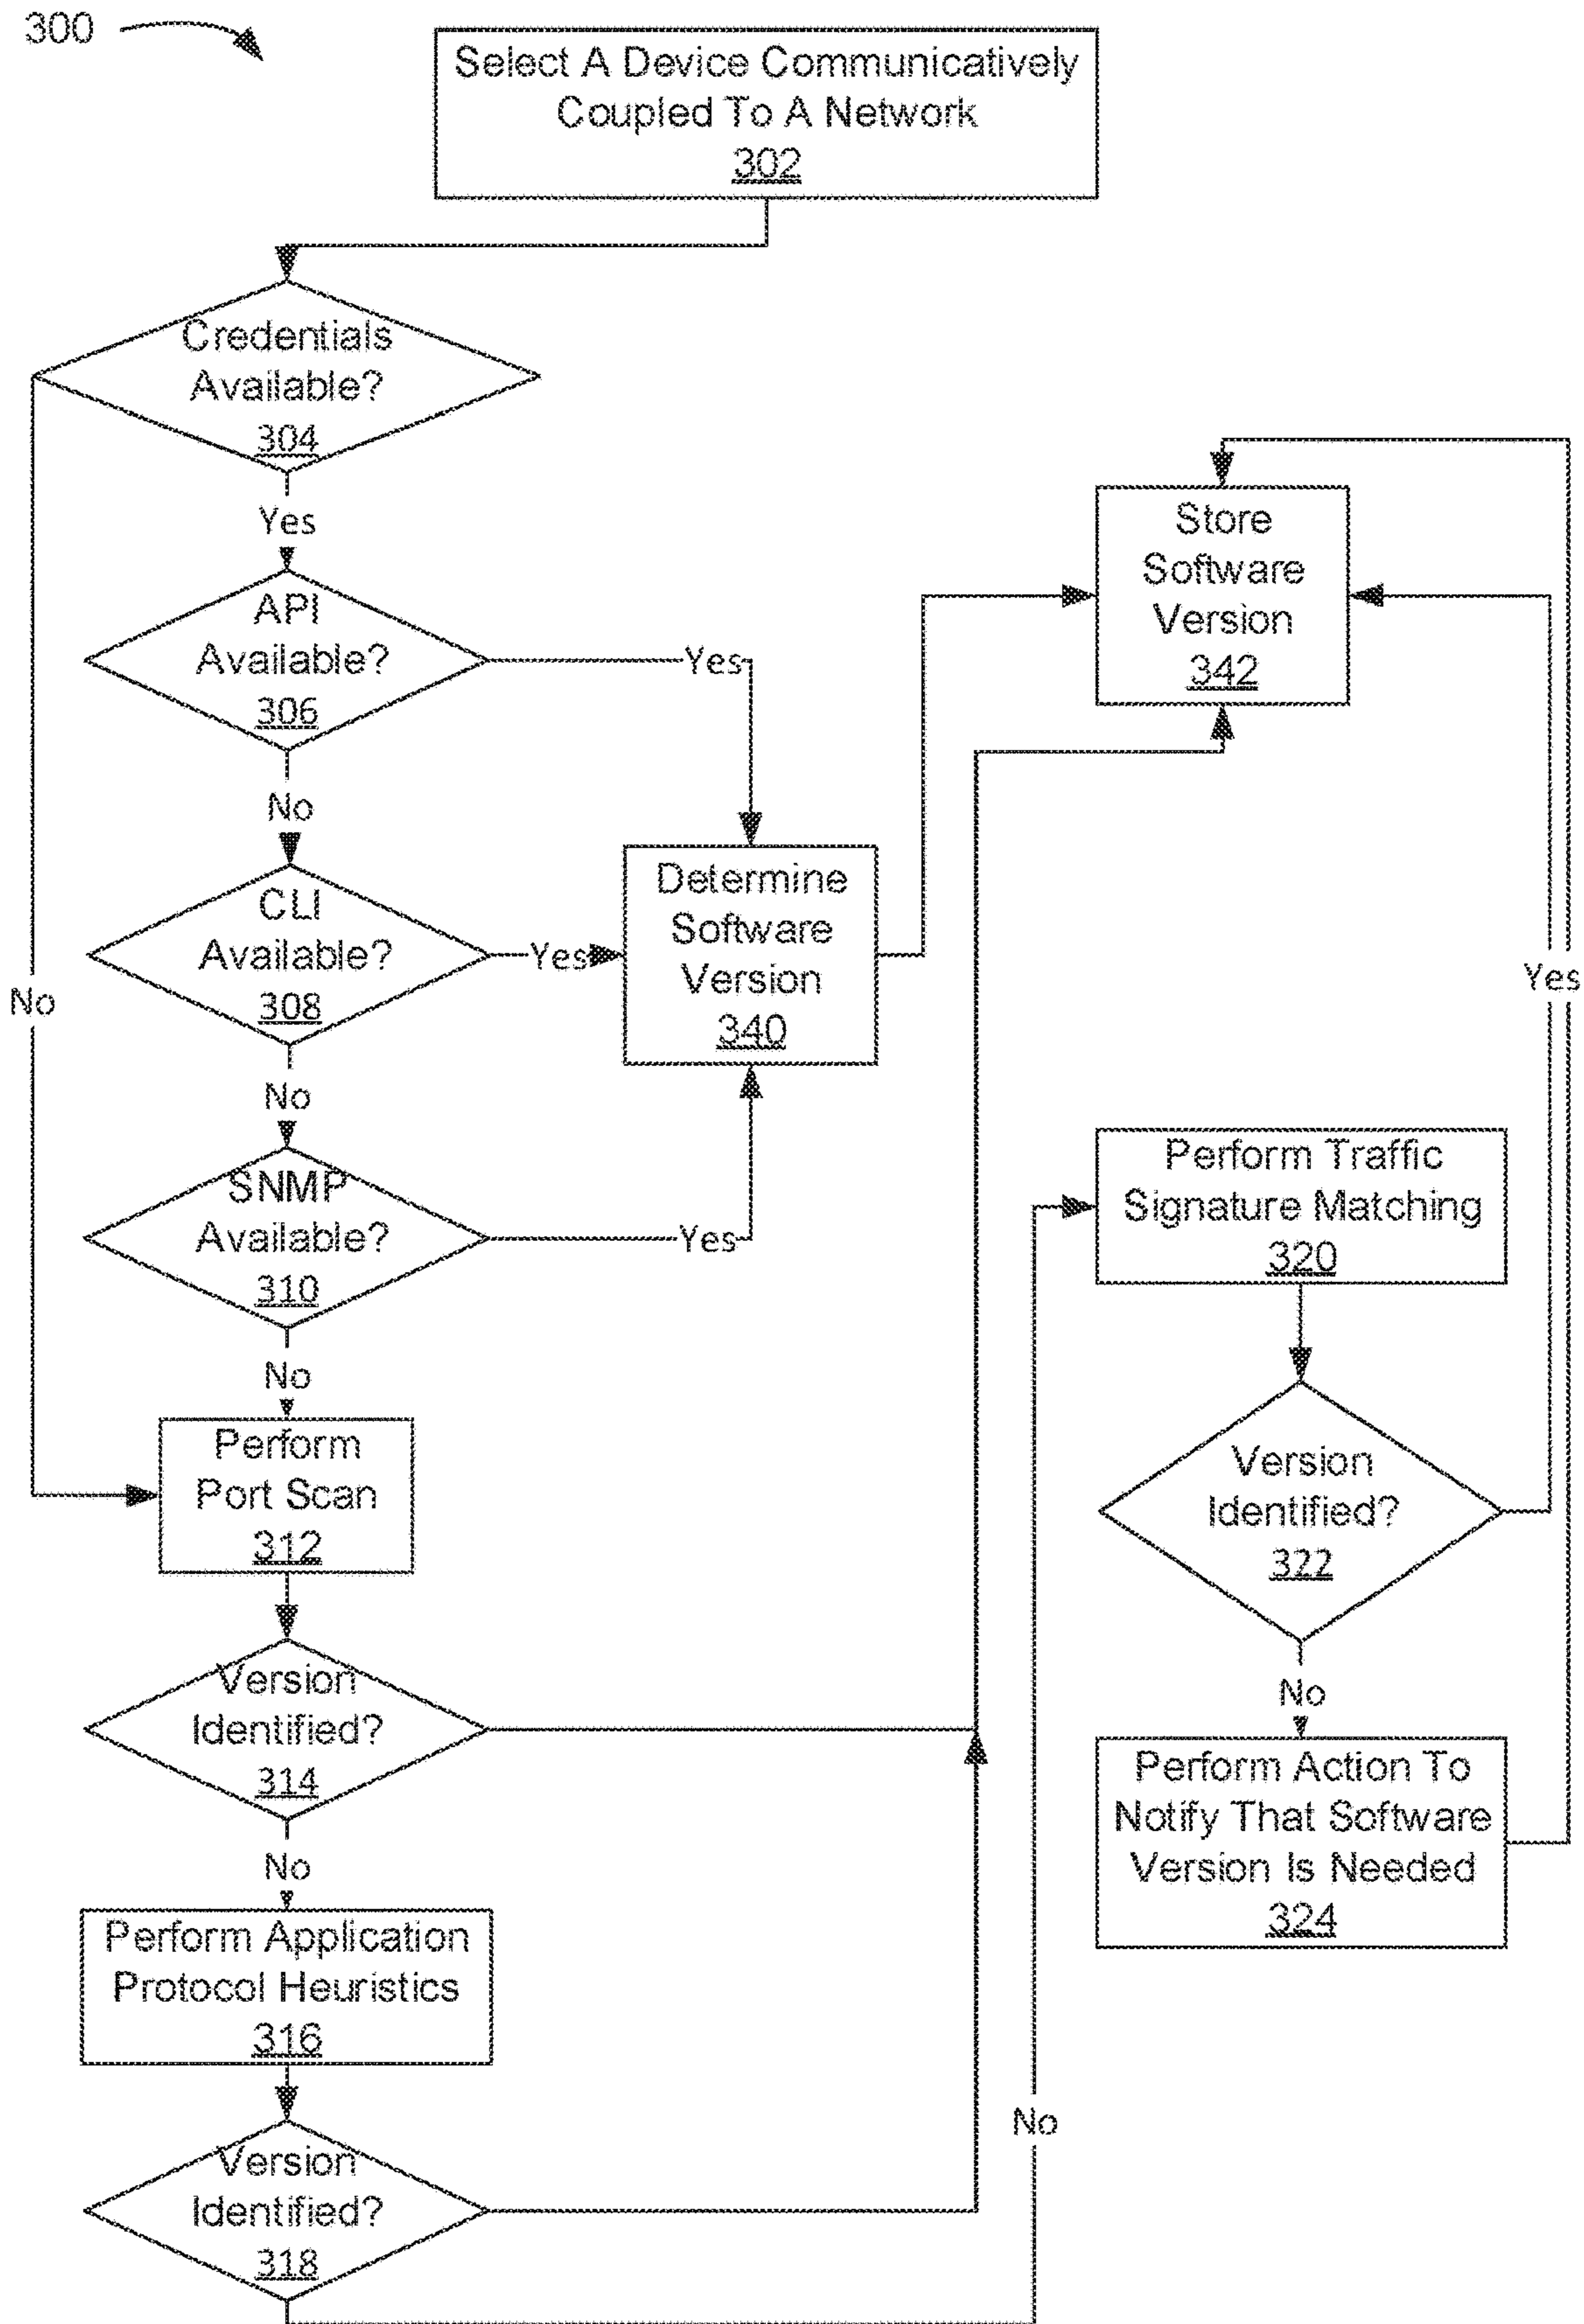 300
Select A Device Communicatively
Coupled To A Network
302
Credentials
Available?
304
Yes
No
API
Available?
306
Yes
No
CLI
Available?
308
Yes
No
SNMP
Available?
310
Yes
No
Determine
Software
Version
340
Store
Software
Version
342
Perform
Port Scan
312
Version
Identified?
314
No
Perform Application
Protocol Heuristics
316
Version
Identified?
318
No
Perform Traffic
Signature Matching
320
Version
Identified?
322
Yes
No
Perform Action To
Notify That Software
Version Is Needed
324